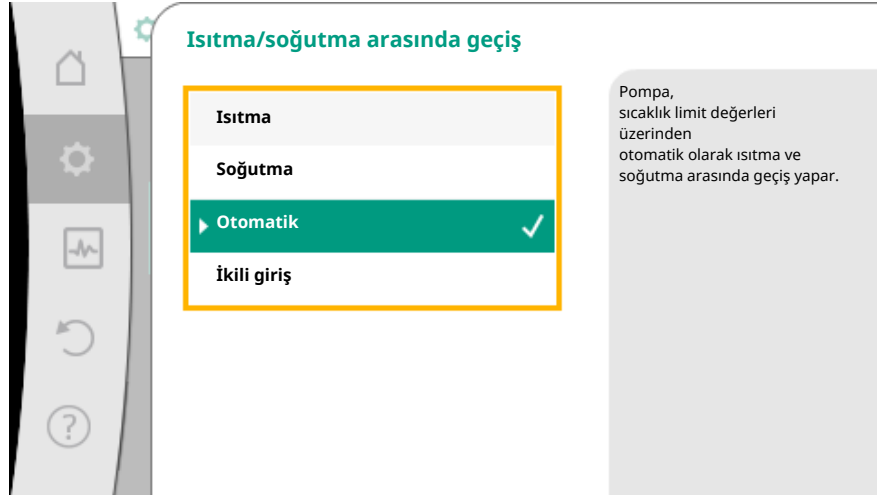 Isıtma/soğutma arasında geçiş
Isıtma
Soğutma
Otomatik
İkili giriş
Pompa,
sıcaklık limit değerleri
üzerinden
otomatik olarak ısıtma ve
soğutma arasında geçiş yapar.
?